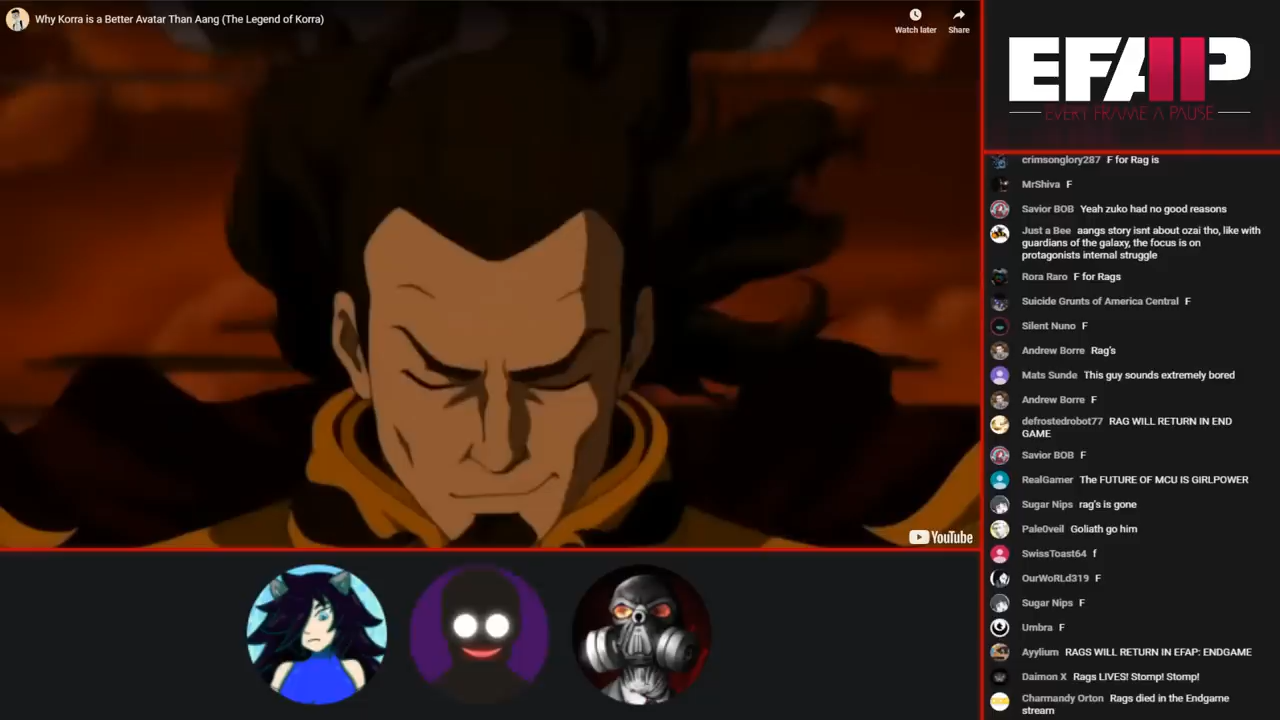 Why Korra is a Better Avatar Than Aang (The Legend of Korra)
Watch later
Share
YouTube
EFAP
EVERY FRAME A PAUSE
crimsonglory287 F for Rag is
MrShiva F
Savior BOB Yeah zuko had no good reasons
Just a Bee aangs story isnt about ozai tho, like with
guardians of the galaxy, the focus is on
protagonists internal struggle
Rora Raro F for Rags
Suicide Grunts of America Central F
Silent Nuno F
Andrew Borre Rag's
Mats Sunde This guy sounds extremely bored
Andrew Borre F
defrostedrobot77 RAG WILL RETURN IN END
GAME
Savior BOB F
RealGamer The FUTURE OF MCU IS GIRLPOWER
Sugar Nips rag's is gone
Pale0veil Goliath go him
SwissToast64 f
OurWoRLd319 F
Sugar Nips F
Umbra F
Ayylium RAGS WILL RETURN IN EFAP: ENDGAME
Daimon X Rags LIVES! Stomp! Stomp!
Charmandy Orton Rags died in the Endgame
stream